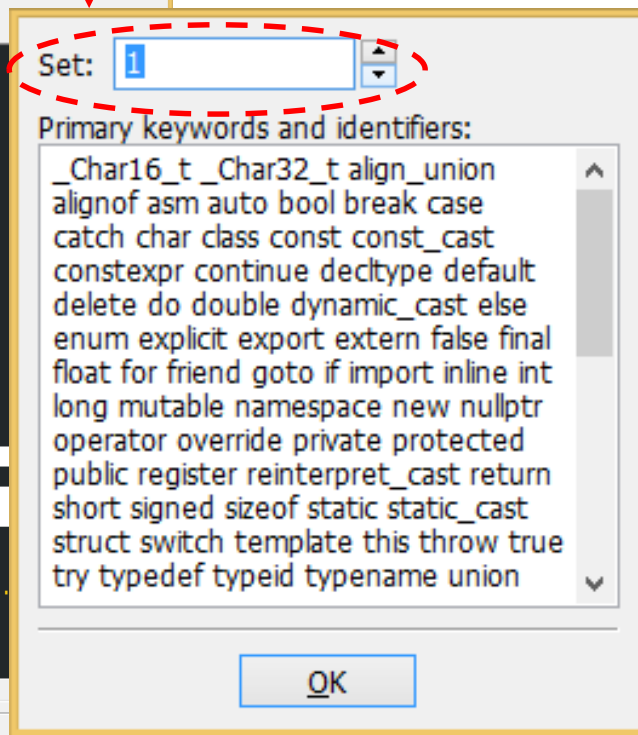 Set: 1
Primary keywords and identifiers:
_Char16_t _Char32_t align_union
alignof asm auto bool break case
catch char class const const_cast
constexpr continue decltype default
delete do double dynamic_cast else
enum explicit export extern false final
float for friend goto if import inline int
long mutable namespace new nullptr
operator override private protected
public register reinterpret_cast return
short signed sizeof static static_cast
struct switch template this throw true
try typedef typeid typename union
OK